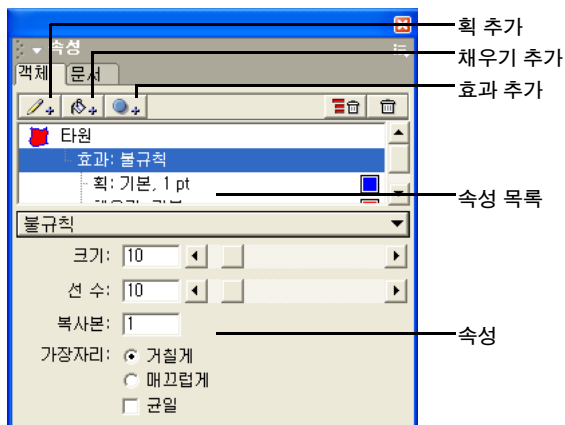 획 추가
속성
채우기 추가
객체 문서
효과 추가
타원
효과: 불규칙
획: 기본, 1 pt
속성 목록
불규칙
크기: 10
선 수: 10
복사본: 1
속성
가장자리: 거칠게
매끄럽게
균일